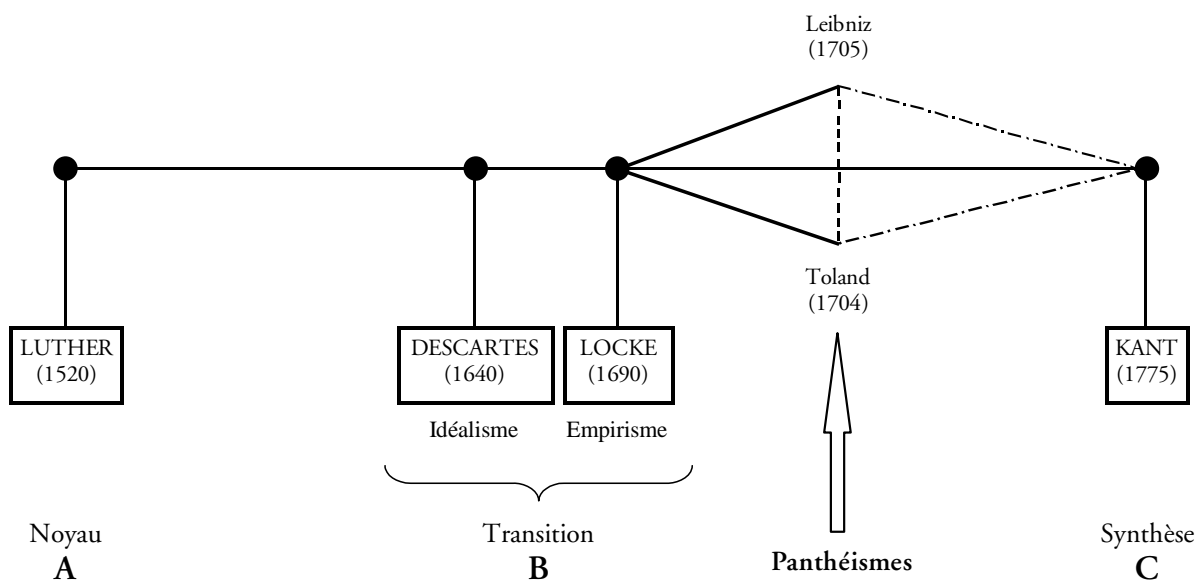 Leibniz
(1705)
Toland
(1704)
LUTHER
(1520)
DESCARTES
(1640)
LOCKE
(1690)
KANT
(1775)
Idéalisme
Empirisme
Noyau
A
Transition
B
Panthéismes
Synthèse
C